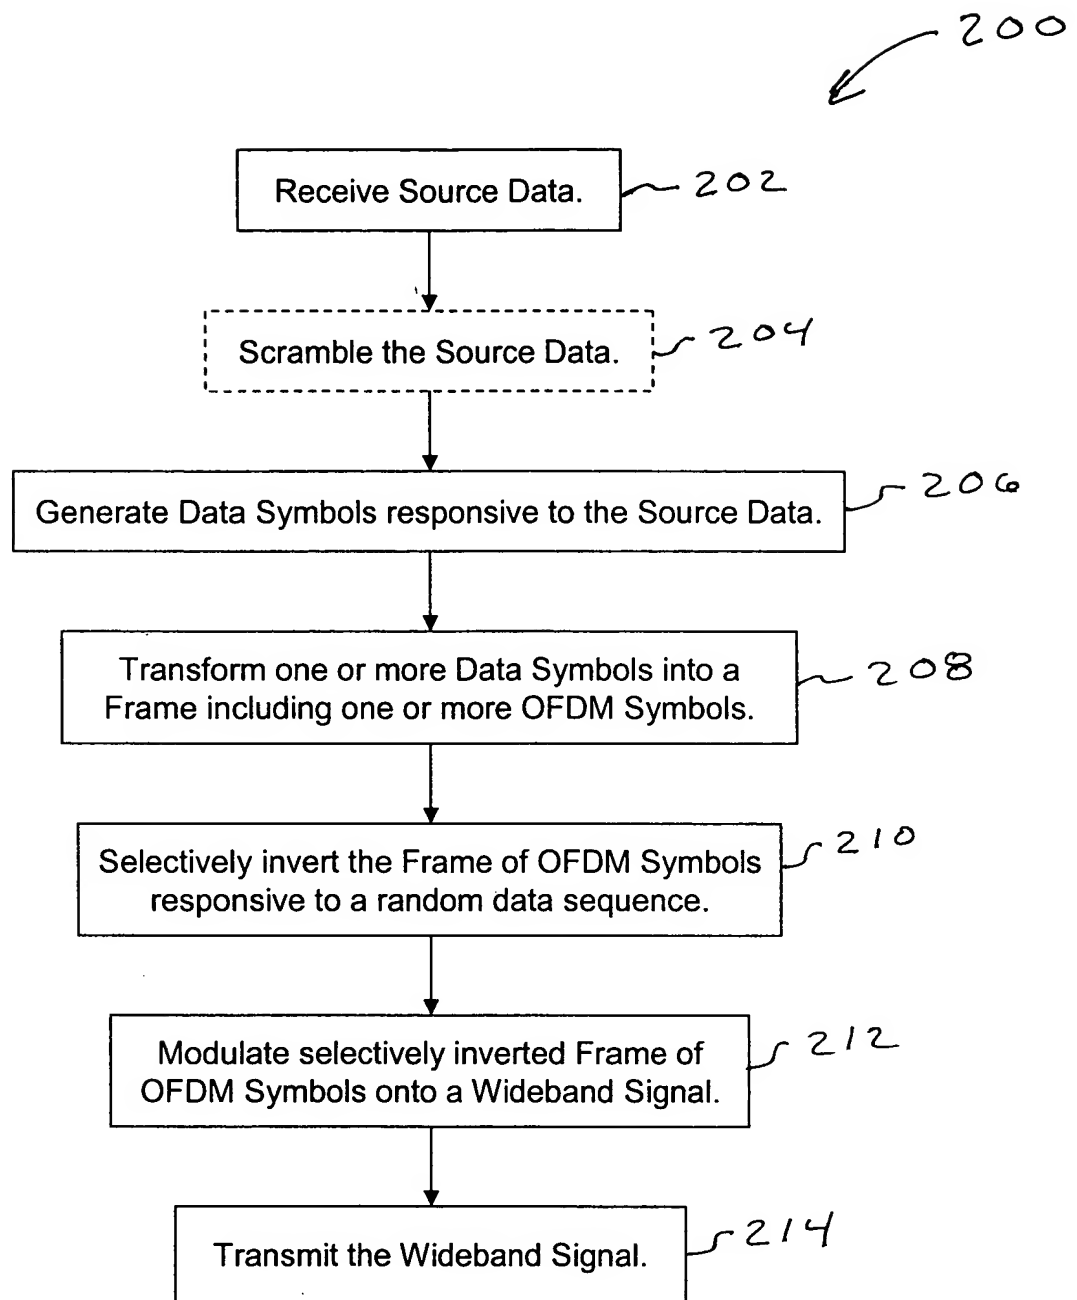 200
Receive Source Data.
202
Scramble the Source Data.
204
Generate Data Symbols responsive to the Source Data.
206
Transform one or more Data Symbols into a
Frame including one or more OFDM Symbols.
208
Selectively invert the Frame of OFDM Symbols
responsive to a random data sequence.
210
Modulate selectively inverted Frame of
OFDM Symbols onto a Wideband Signal.
212
Transmit the Wideband Signal.
214